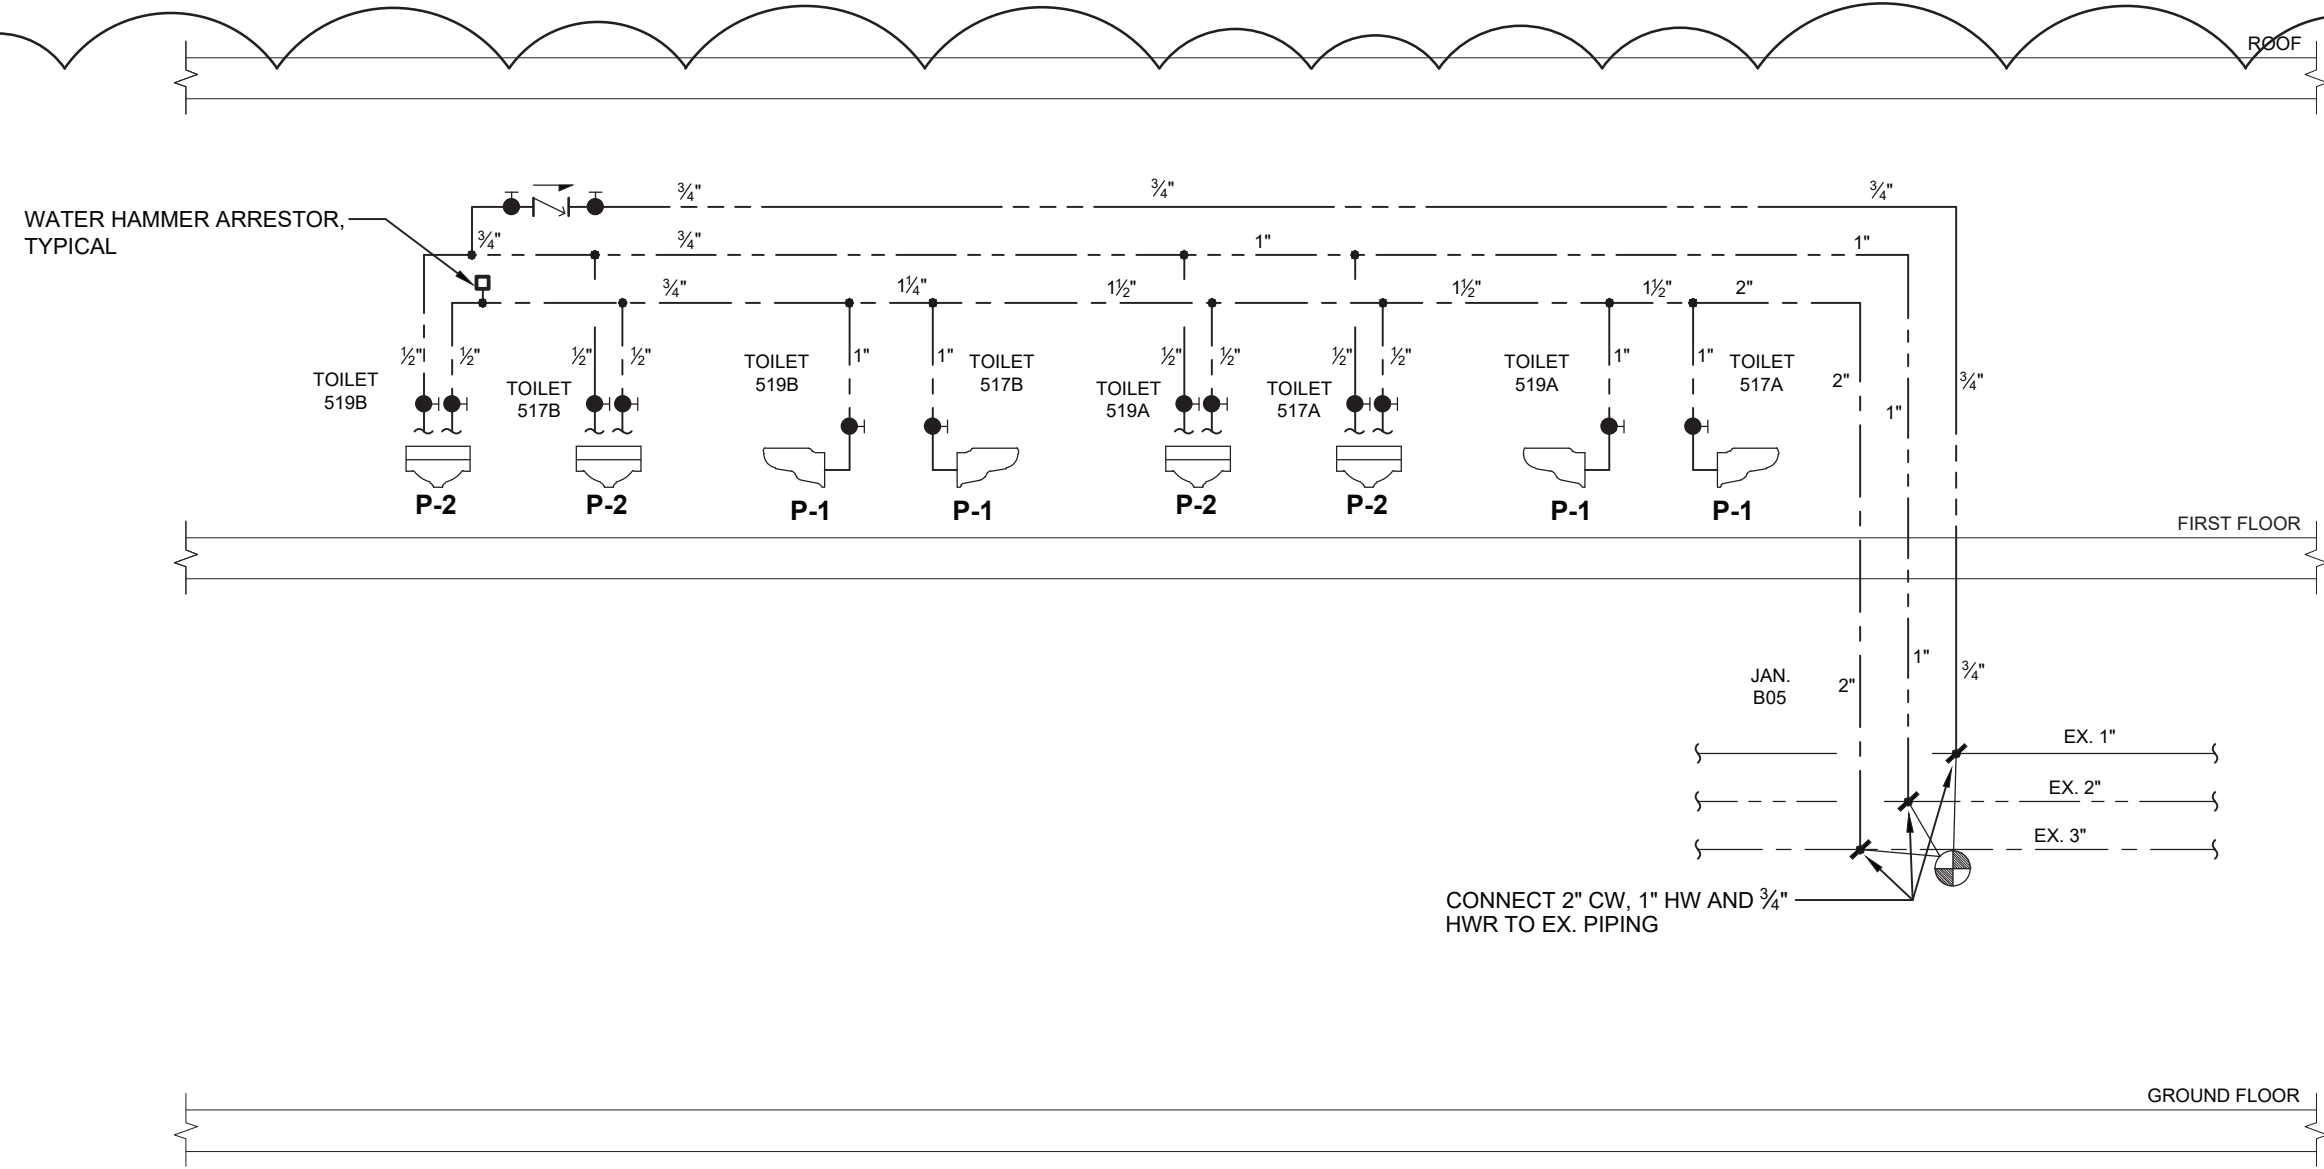 ROOF
¾"
¾"
¾"
WATER HAMMER ARRESTOR,
TYPICAL
¾"
¾"
1"
1"
¾"
1¼"
1½"
1½"
1½"
2"
½"
½"
½"
½"
1"
1"
½"
½"
½"
½"
1"
1"
TOILET
519B
TOILET
517B
TOILET
519B
TOILET
517B
TOILET
519A
TOILET
517A
TOILET
519A
TOILET
517A
2"
1"
¾"
P-2
P-2
P-1
P-1
P-2
P-2
P-1
P-1
FIRST FLOOR
JAN.
B05
2"
1"
¾"
EX. 1"
EX. 2"
EX. 3"
CONNECT 2" CW, 1" HW AND ¾"
HWR TO EX. PIPING
GROUND FLOOR